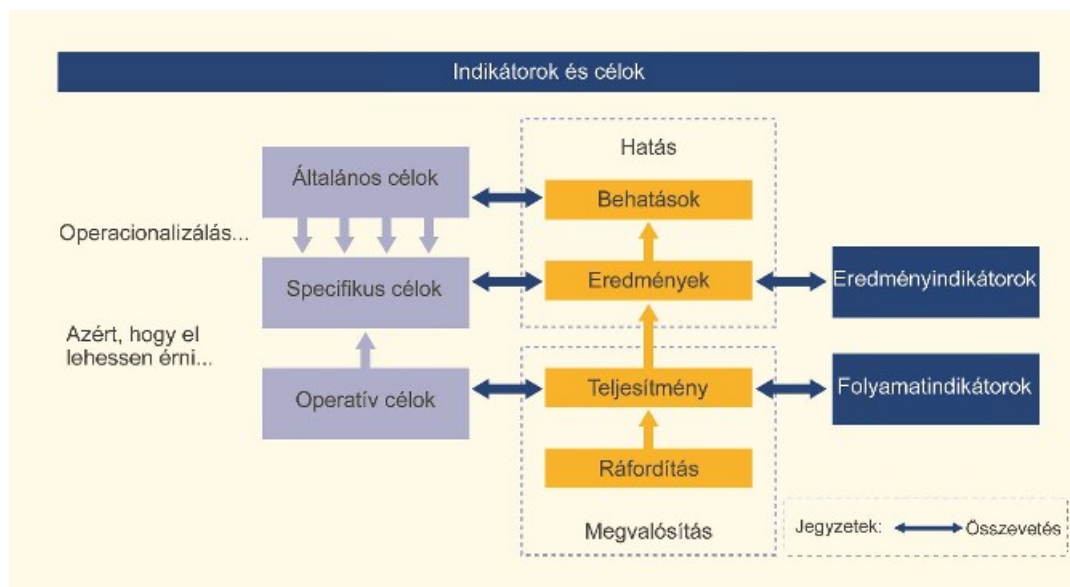 Indikátorok és célok
Hatás
Általános célok
Behatások
Operacionalizálás...
Specifikus célok
Eredmények
Eredményindikátorok
Azért, hogy el
lehessen érni...
Operatív célok
Teljesítmény
Folyamatindikátorok
Ráfordítás
Megvalósítás
Jegyzetek:
Összevetés